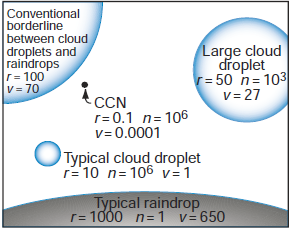 Conventional
borderline
between cloud
droplets and
raindrops
r = 100
v = 70
Large cloud
droplet
r = 50 n = 10³
v = 27
CCN
r = 0.1 n = 10⁶
v = 0.0001
Typical cloud droplet
r = 10 n = 10⁶ v = 1
Typical raindrop
r = 1000 n = 1 v = 650